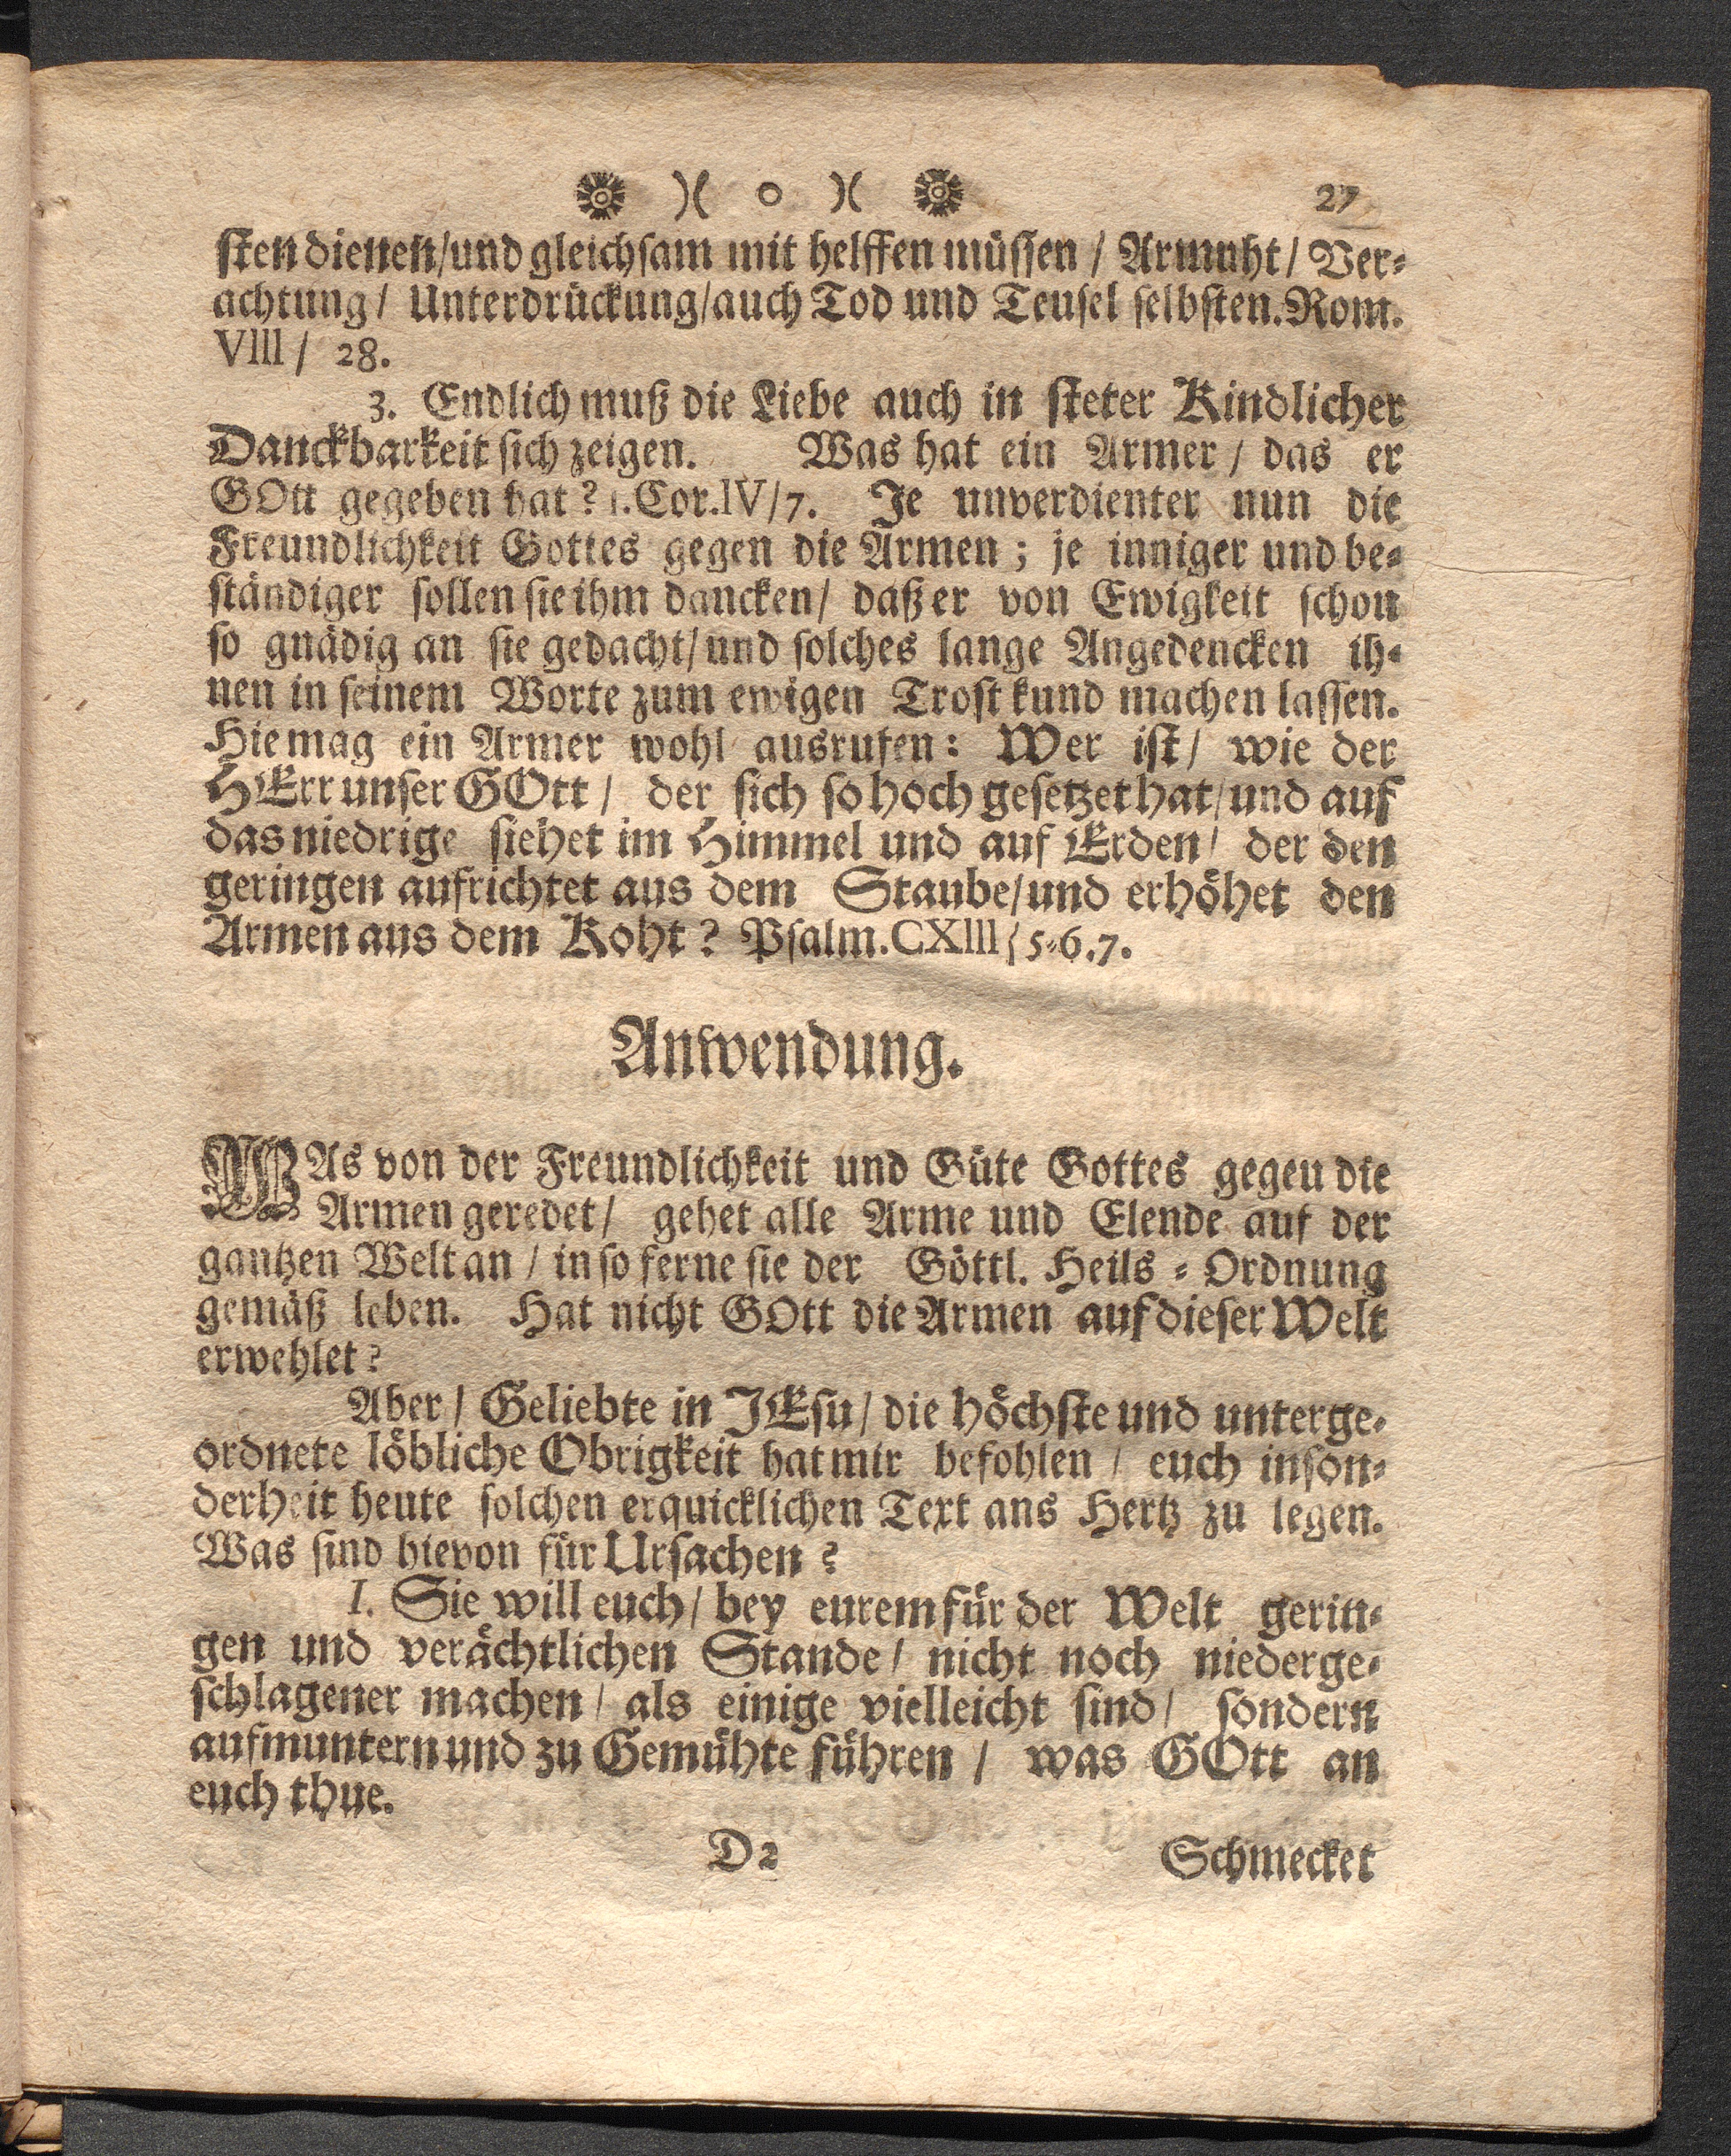 )( o )( 27
sten dienen/ und gleichsam mit helffen müssen / Armuht / Ver-
achtung / Unterdrückung/ auch Tod und Teufel selbsten. Rom.
VIII / 28.
3. Endlich muß die Liebe auch in steter Kindlicher
Danckbarkeit sich zeigen. Was hat ein Armer / das er
GOtt gegeben hat? 1. Cor. IV/7. Je unverdienter nun die
Freundlichkeit Gottes gegen die Armen; je inniger und be-
ständiger sollen sie ihm dancken/ daß er von Ewigkeit schon
so gnädig an sie gedacht/ und solches lange Angedencken ih-
nen in seinem Worte zum ewigen Trost kund machen lassen.
Hie mag ein Armer wohl ausrufen: Wer ist/ wie der
HErr unser GOtt / der sich so hoch gesetzet hat/ und auf
das niedrige siehet im Himmel und auf Erden/ der den
geringen aufrichtet aus dem Staube/ und erhöhet den
Armen aus dem Koht? Psalm. CXIII / 5-6.7.
Anwendung.
WAs von der Freundlichkeit und Güte Gottes gegen die
Armen geredet/ gehet alle Arme und Elende auf der
gantzen Welt an / in so ferne sie der Göttl. Heils-Ordnung
gemäß leben. Hat nicht GOtt die Armen auf dieser Welt
erwehlet?
Aber / Geliebte in JEsu/ die höchste und unterge-
ordnete löbliche Obrigkeit hat mir befohlen / euch inson-
derheit heute solchen erquicklichen Text ans Hertz zu legen.
Was sind hievon für Ursachen?
I. Sie will euch/ bey eurem für der Welt gerin-
gen und verächtlichen Stande / nicht noch niederge-
schlagener machen / als einige vielleicht sind / sondern
aufmuntern und zu Gemühte führen / was GOtt an
euch thue.
D2 Schmecket